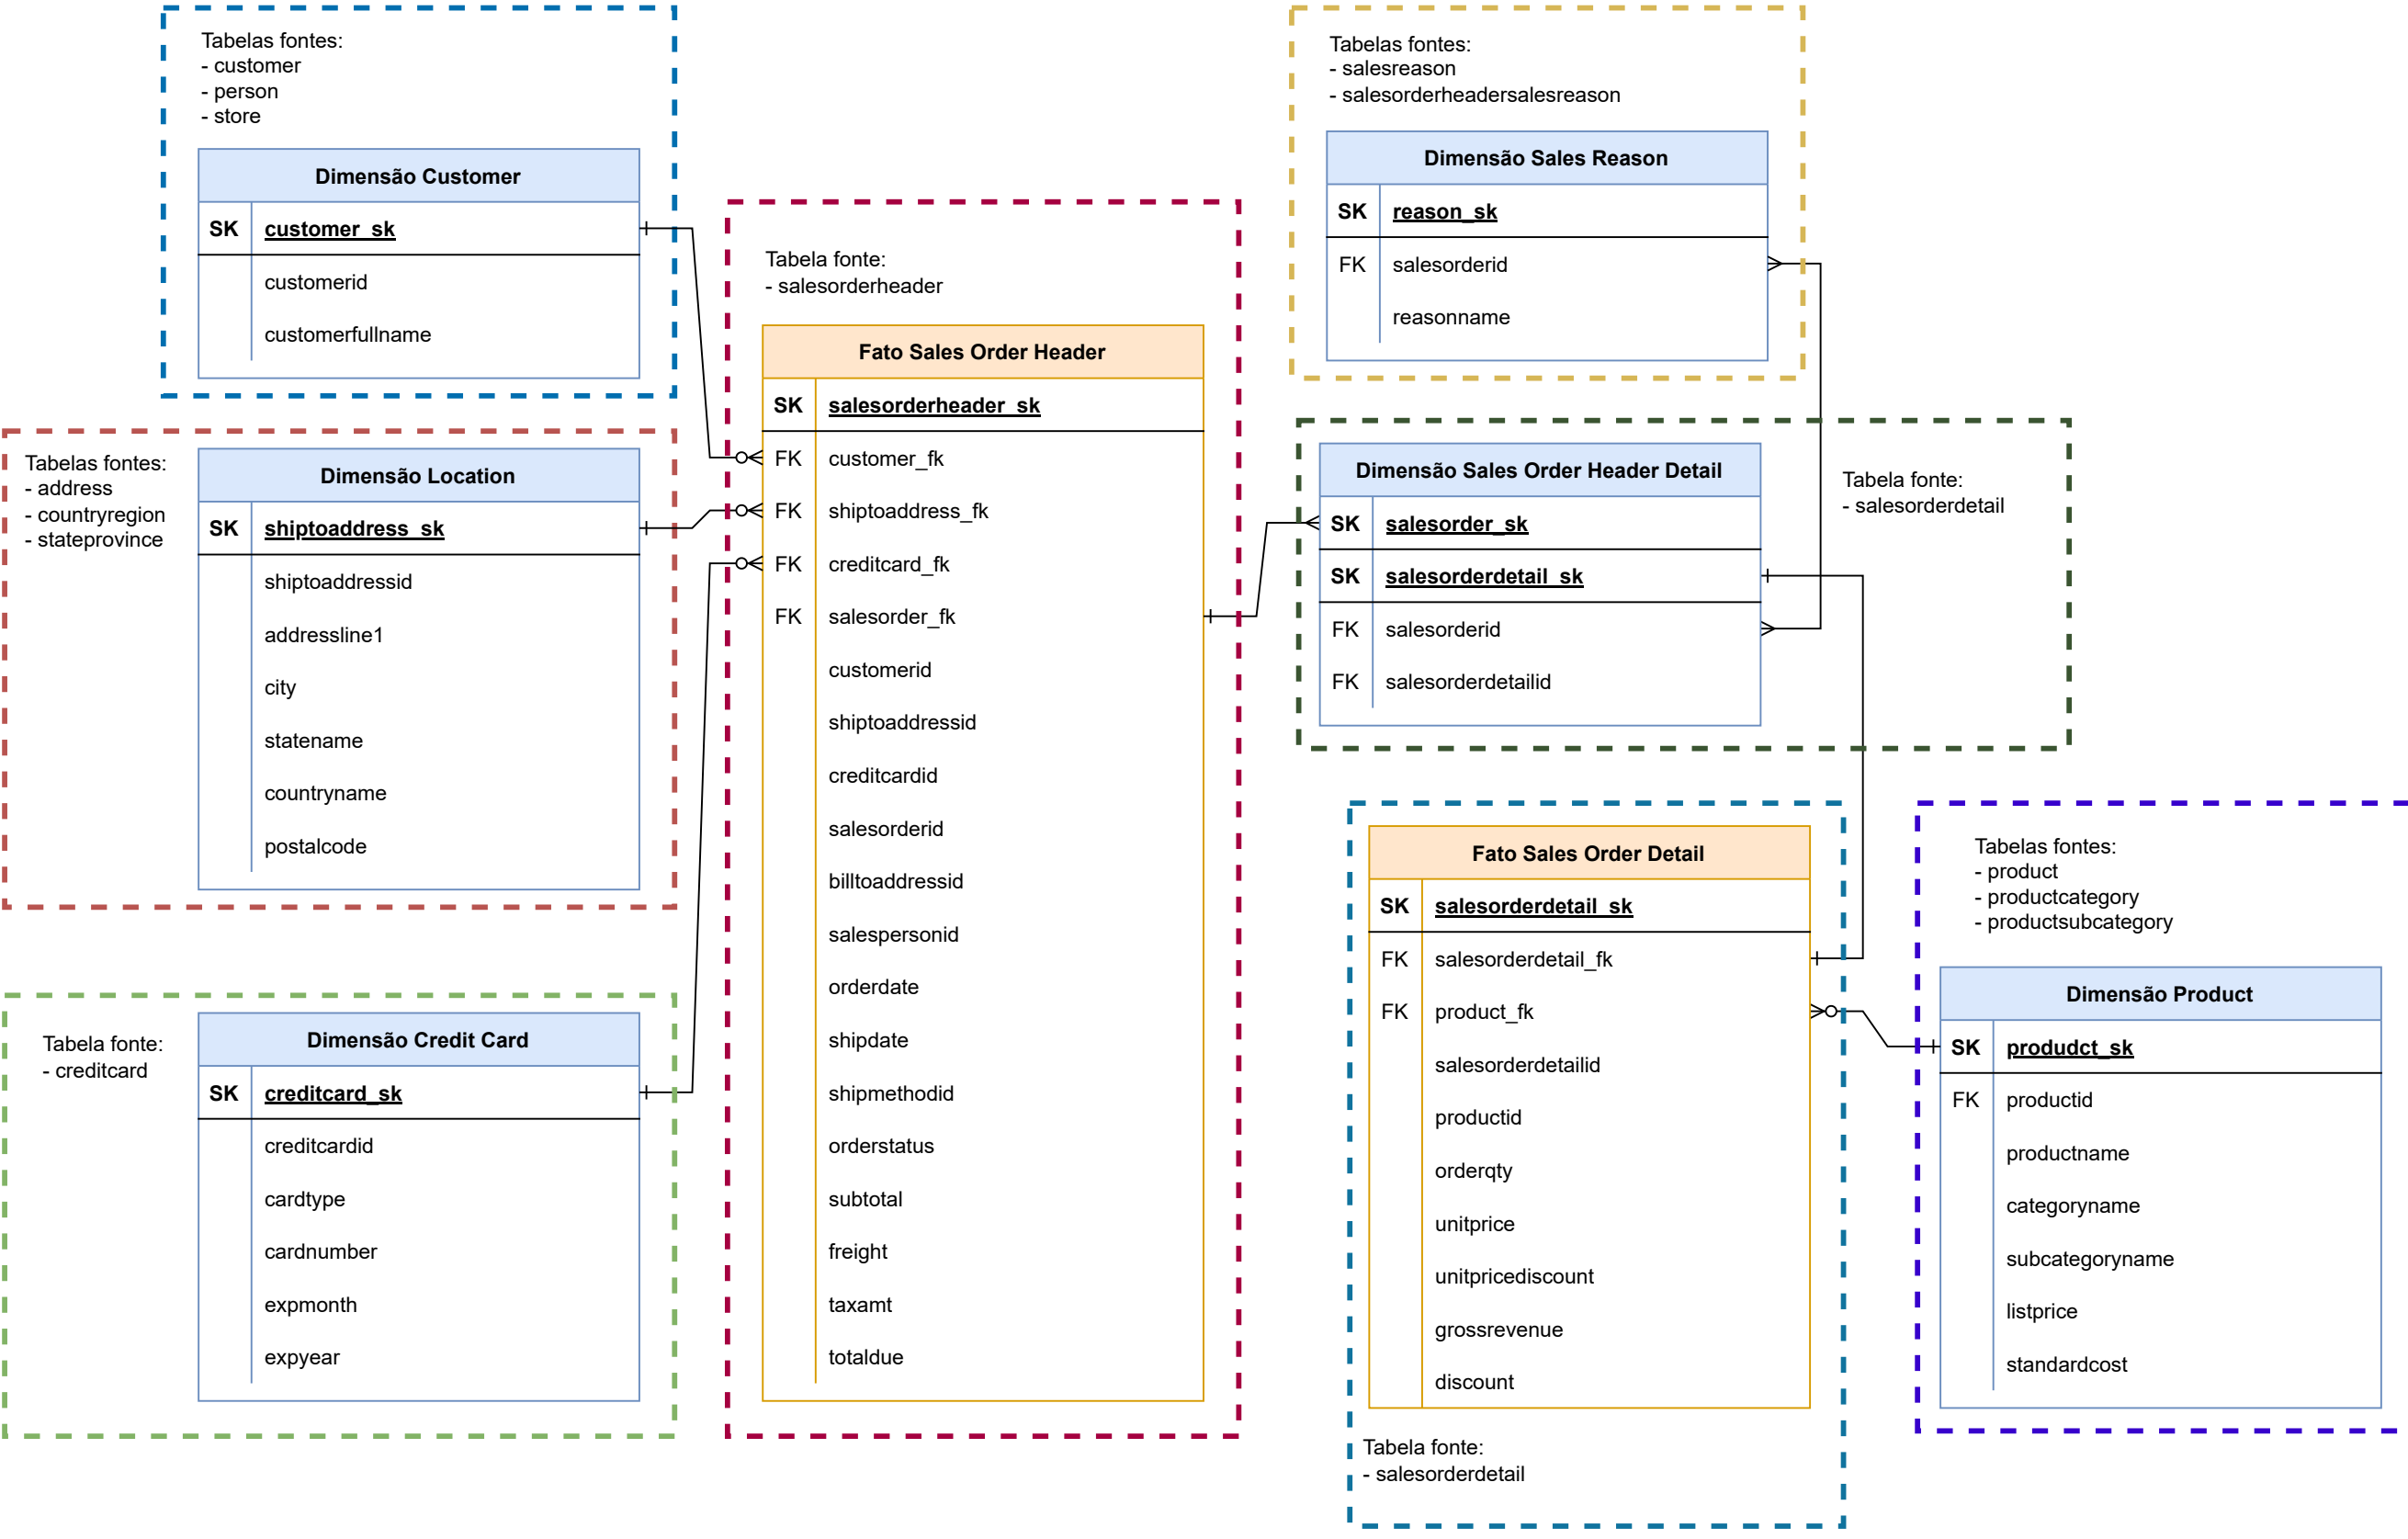 Tabelas fontes:
- customer
- person
- store
Dimensão Customer
SK customer_sk
customerid
customerfullname
Tabelas fontes:
- address
- countryregion
- stateprovince
Dimensão Location
SK shiptoaddress_sk
shiptoaddressid
addressline1
city
statename
countryname
postalcode
Tabela fonte:
- creditcard
Dimensão Credit Card
SK creditcard_sk
creditcardid
cardtype
cardnumber
expmonth
expyear
Tabela fonte:
- salesorderheader
Fato Sales Order Header
SK salesorderheader_sk
FK customer_fk
FK shiptoaddress_fk
FK creditcard_fk
FK salesorder_fk
customerid
shiptoaddressid
creditcardid
salesorderid
billtoaddressid
salespersonid
orderdate
shipdate
shipmethodid
orderstatus
subtotal
freight
taxamt
totaldue
Tabelas fontes:
- salesreason
- salesorderheadersalesreason
Dimensão Sales Reason
SK reason_sk
FK salesorderid
reasonname
Dimensão Sales Order Header Detail
SK salesorder_sk
SK salesorderdetail_sk
FK salesorderid
FK salesorderdetailid
Tabela fonte:
- salesorderdetail
Fato Sales Order Detail
SK salesorderdetail_sk
FK salesorderdetail_fk
FK product_fk
salesorderdetailid
productid
orderqty
unitprice
unitpricediscount
grossrevenue
discount
Tabela fonte:
- salesorderdetail
Tabelas fontes:
- product
- productcategory
- productsubcategory
Dimensão Product
SK produdct_sk
FK productid
productname
categoryname
subcategoryname
listprice
standardcost